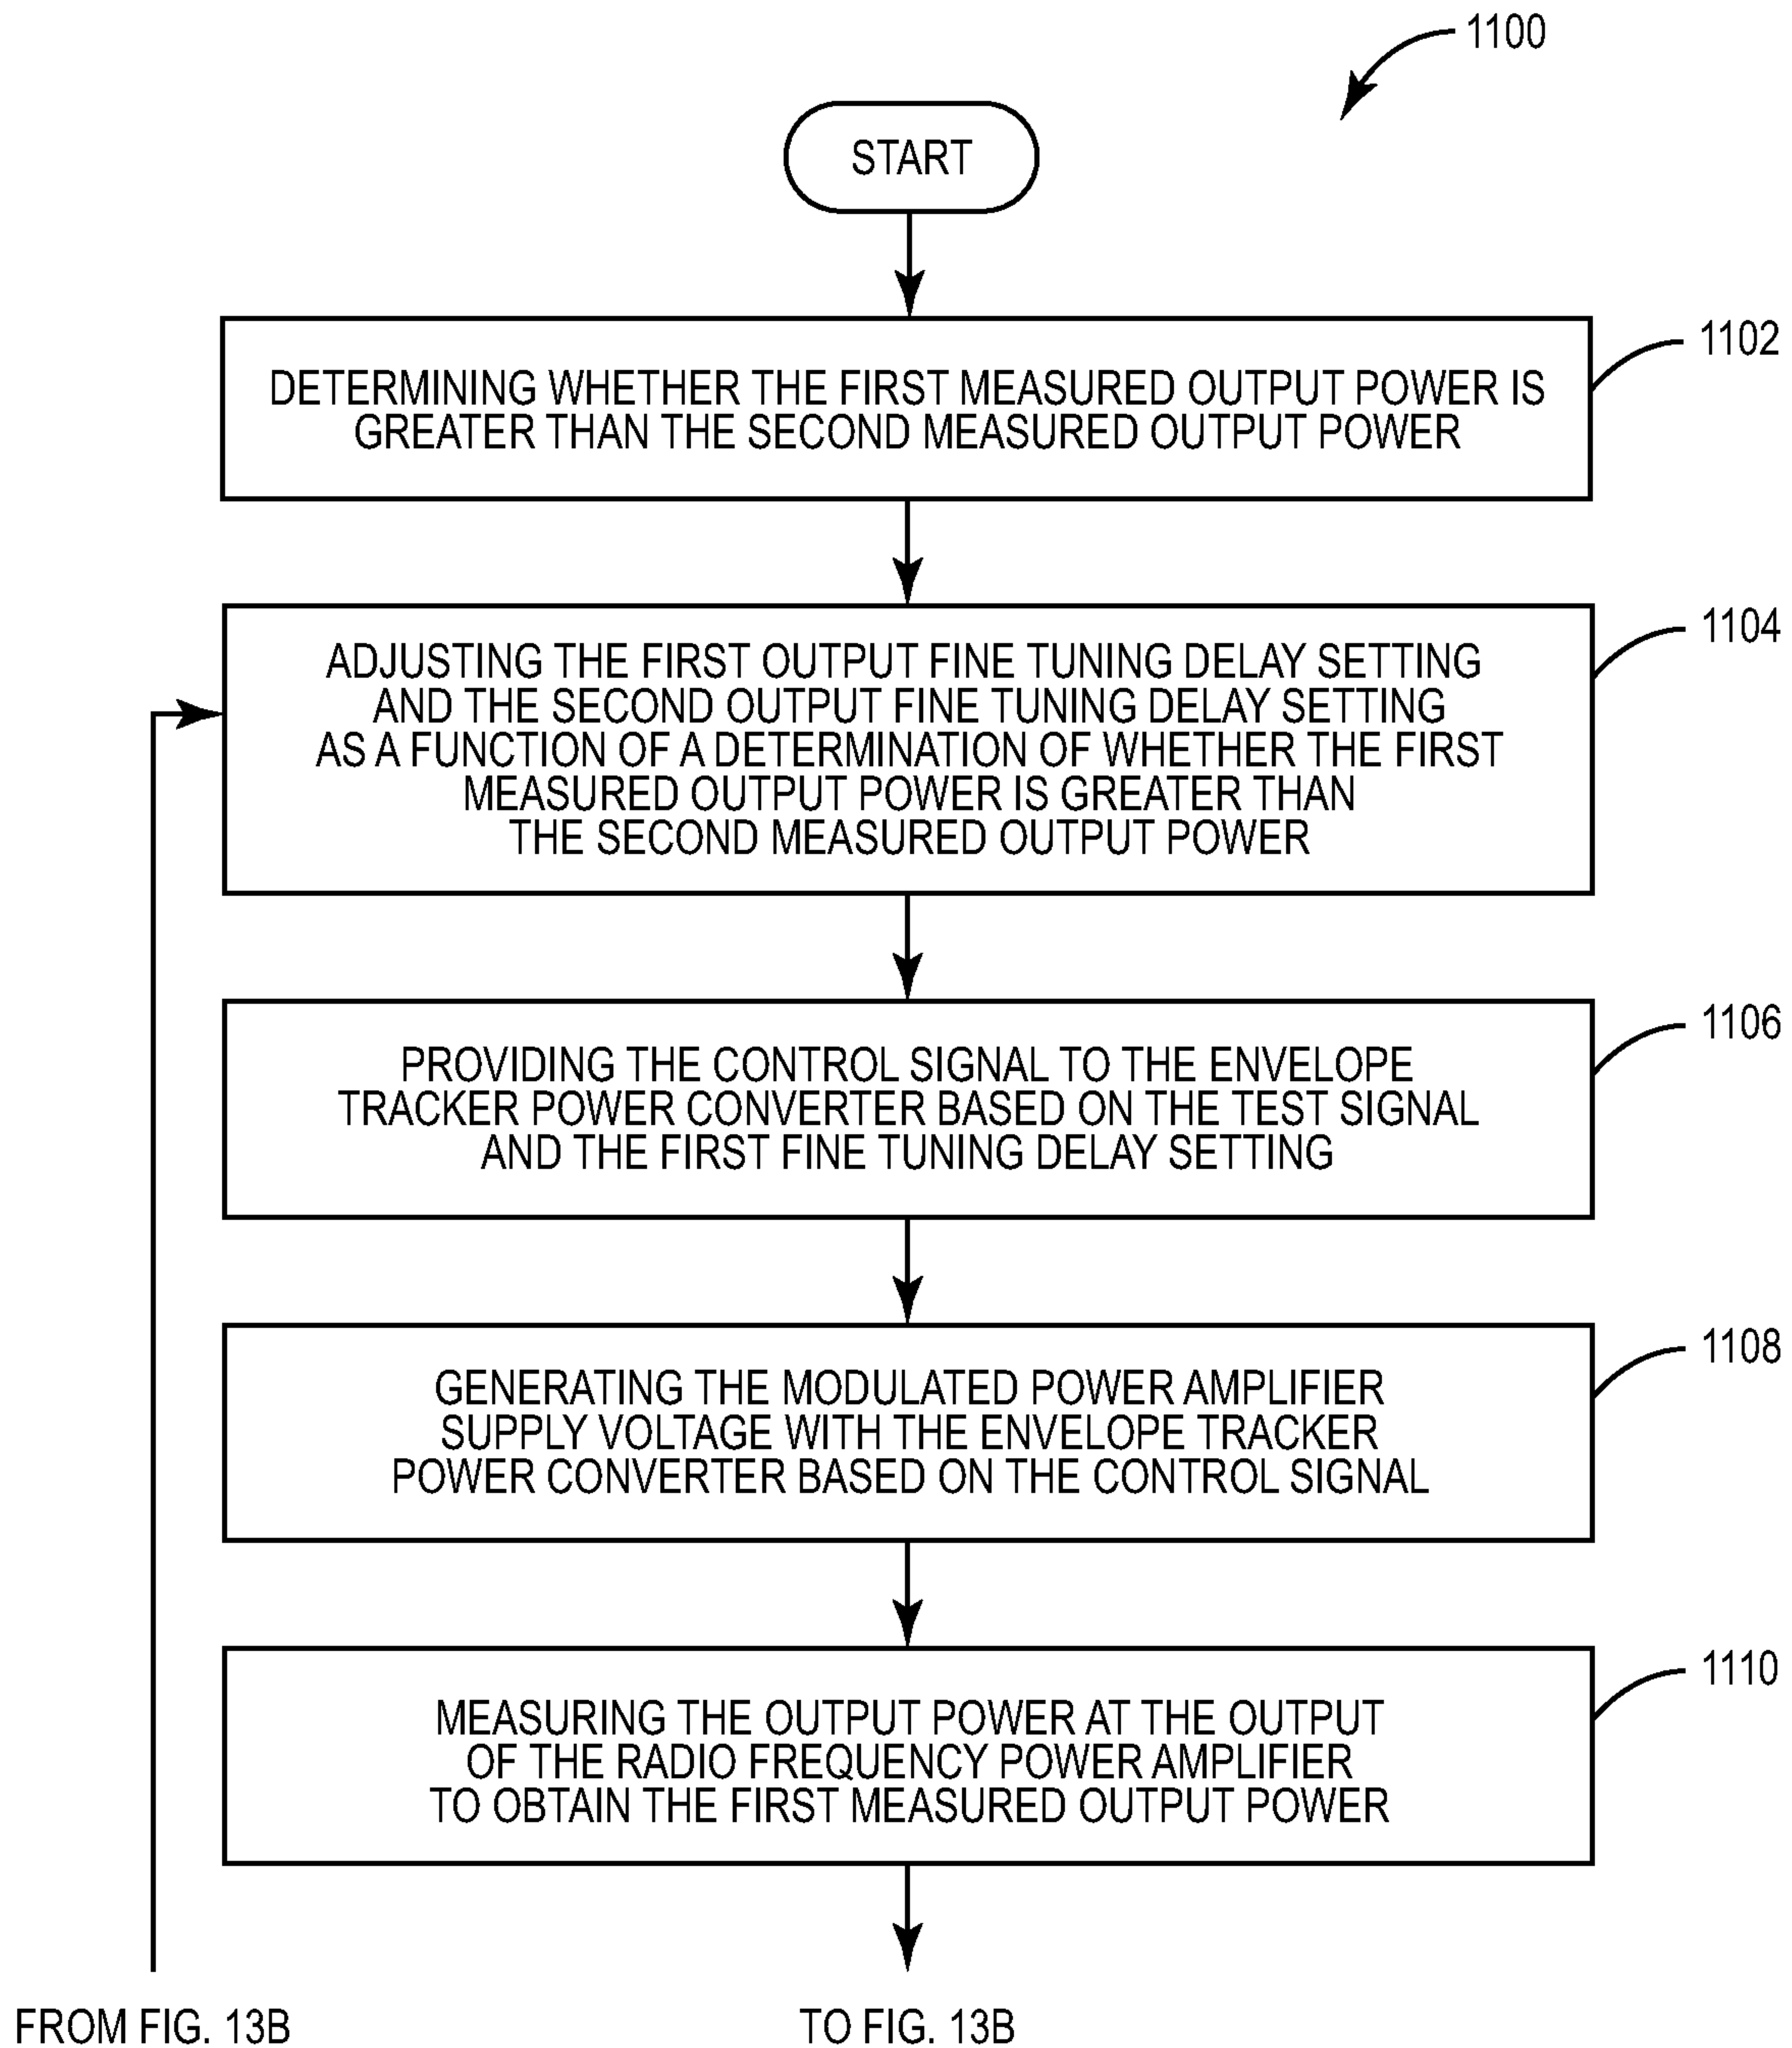 1100
START
1102
DETERMINING WHETHER THE FIRST MEASURED OUTPUT POWER IS
GREATER THAN THE SECOND MEASURED OUTPUT POWER
1104
ADJUSTING THE FIRST OUTPUT FINE TUNING DELAY SETTING
AND THE SECOND OUTPUT FINE TUNING DELAY SETTING
AS A FUNCTION OF A DETERMINATION OF WHETHER THE FIRST
MEASURED OUTPUT POWER IS GREATER THAN
THE SECOND MEASURED OUTPUT POWER
1106
PROVIDING THE CONTROL SIGNAL TO THE ENVELOPE
TRACKER POWER CONVERTER BASED ON THE TEST SIGNAL
AND THE FIRST FINE TUNING DELAY SETTING
1108
GENERATING THE MODULATED POWER AMPLIFIER
SUPPLY VOLTAGE WITH THE ENVELOPE TRACKER
POWER CONVERTER BASED ON THE CONTROL SIGNAL
1110
MEASURING THE OUTPUT POWER AT THE OUTPUT
OF THE RADIO FREQUENCY POWER AMPLIFIER
TO OBTAIN THE FIRST MEASURED OUTPUT POWER
FROM FIG. 13B
TO FIG. 13B